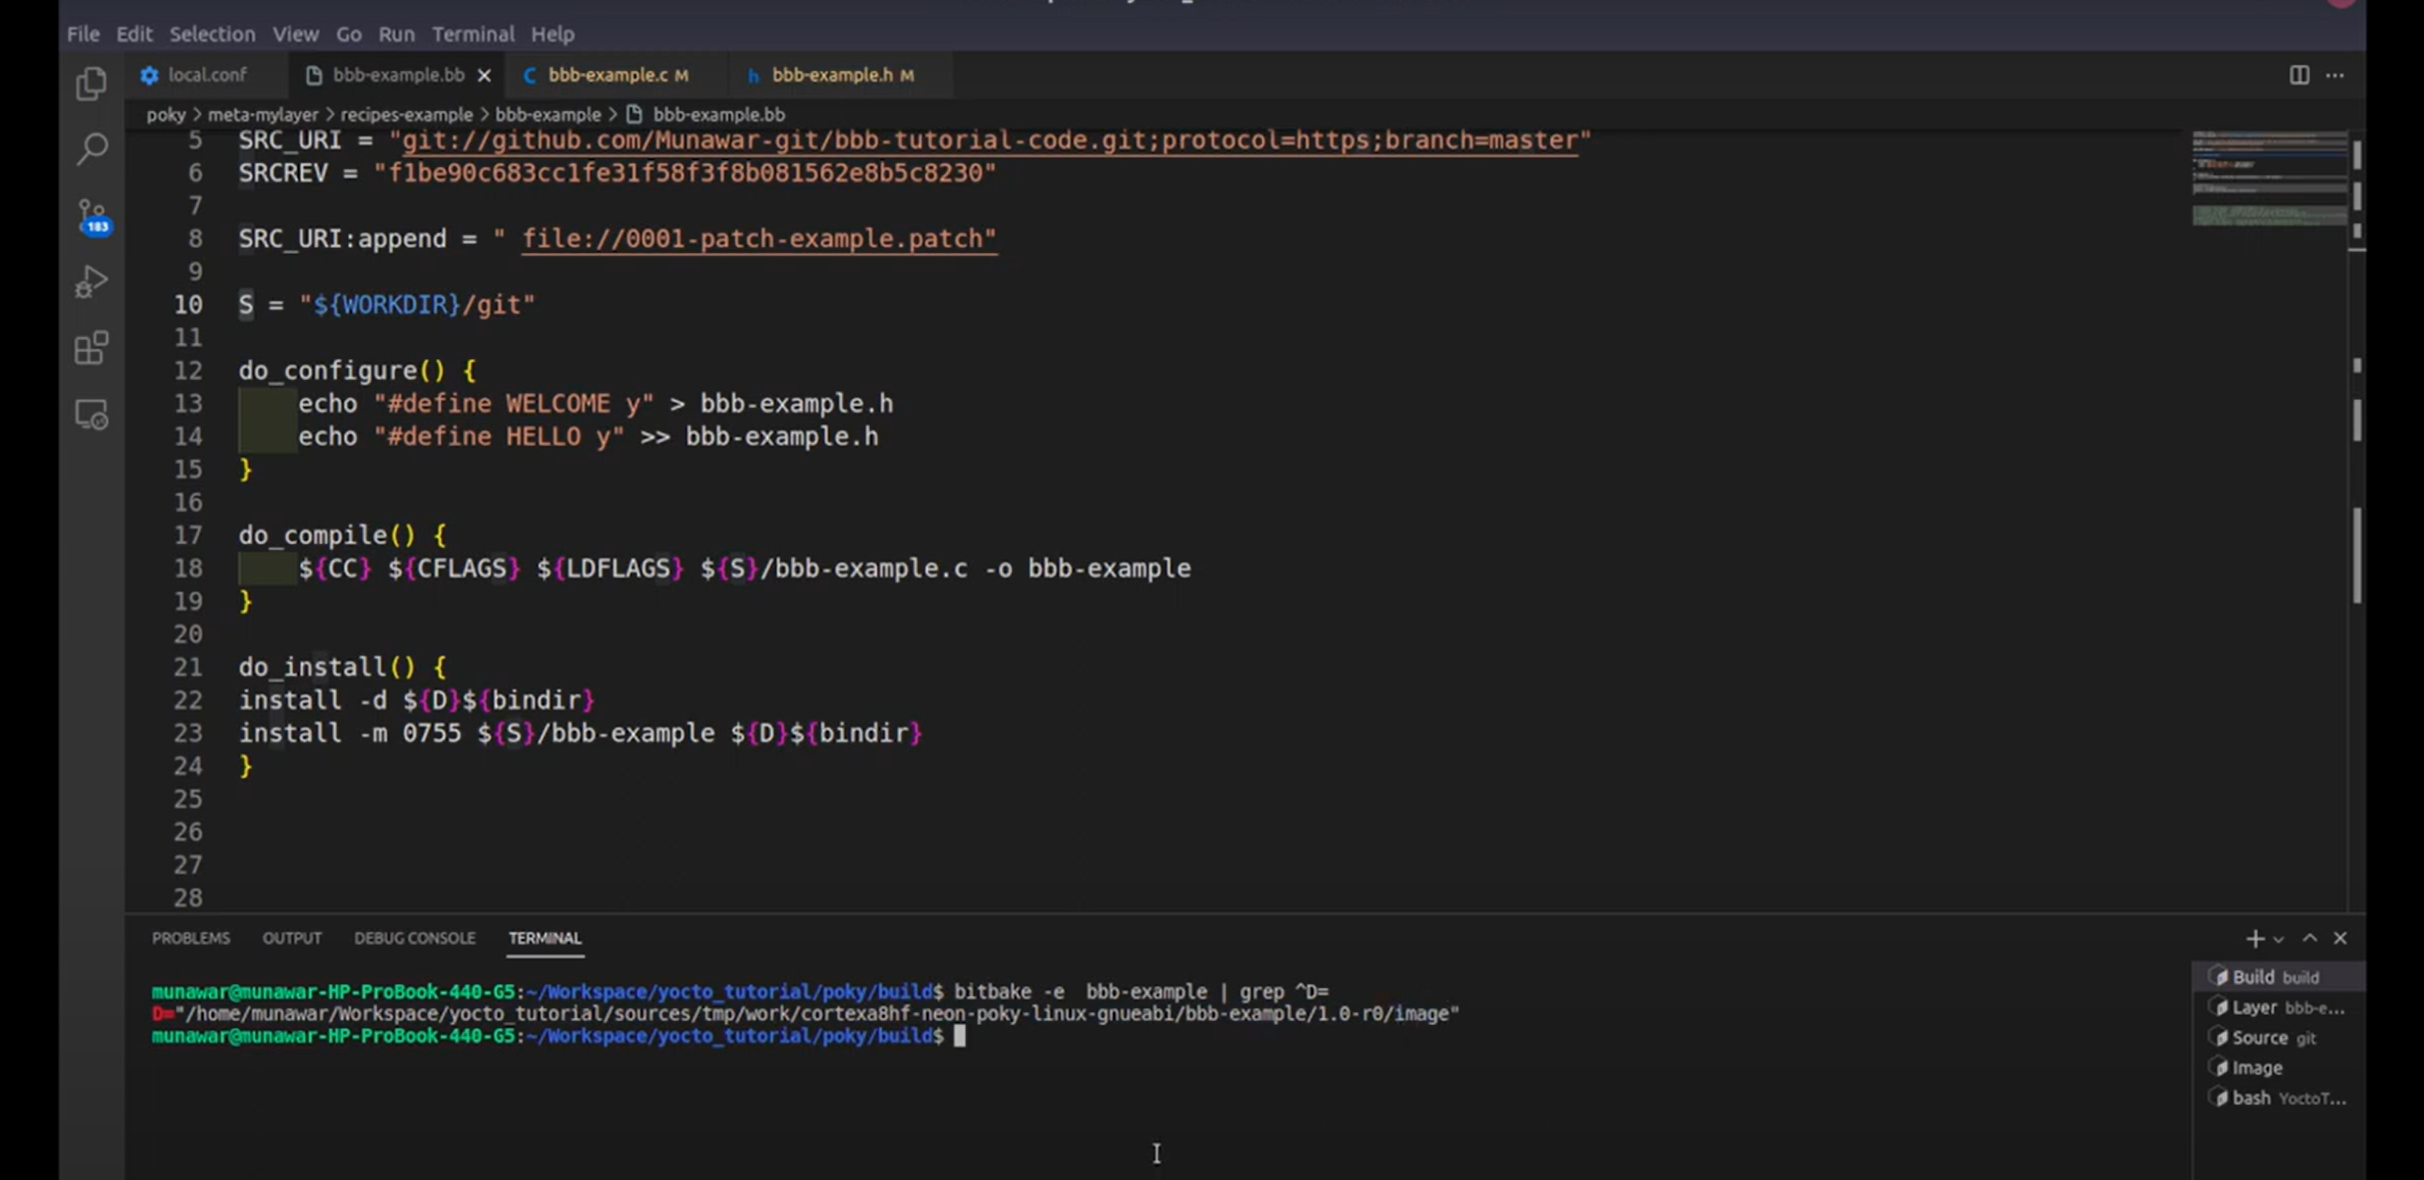 File Edit Selection View Go Run Terminal Help
local.conf bbb-example.bb bbb-example.c M bbb-example.h M
poky > meta-mylayer > recipes-example > bbb-example > bbb-example.bb
5 SRC_URI = "git://github.com/Munawar-git/bbb-tutorial-code.git;protocol=https;branch=master"
6 SRCREV = "f1be90c683cc1fe31f58f3f8b081562e8b5c8230"
7
8 SRC_URI:append = " file://0001-patch-example.patch"
9
10 S = "${WORKDIR}/git"
11
12 do_configure() {
13 echo "#define WELCOME y" > bbb-example.h
14 echo "#define HELLO y" >> bbb-example.h
15 }
16
17 do_compile() {
18 ${CC} ${CFLAGS} ${LDFLAGS} ${S}/bbb-example.c -o bbb-example
19 }
20
21 do_install() {
22 install -d ${D}${bindir}
23 install -m 0755 ${S}/bbb-example ${D}${bindir}
24 }
25
26
27
28
183
PROBLEMS OUTPUT DEBUG CONSOLE TERMINAL
munawar@munawar-HP-ProBook-440-G5:~/Workspace/yocto_tutorial/poky/build$ bitbake -e  bbb-example | grep ^D=
D="/home/munawar/Workspace/yocto_tutorial/sources/tmp/work/cortexa8hf-neon-poky-linux-gnueabi/bbb-example/1.0-r0/image"
munawar@munawar-HP-ProBook-440-G5:~/Workspace/yocto_tutorial/poky/build$
Build build
Layer bbb-e...
Source git
Image
bash YoctoT...